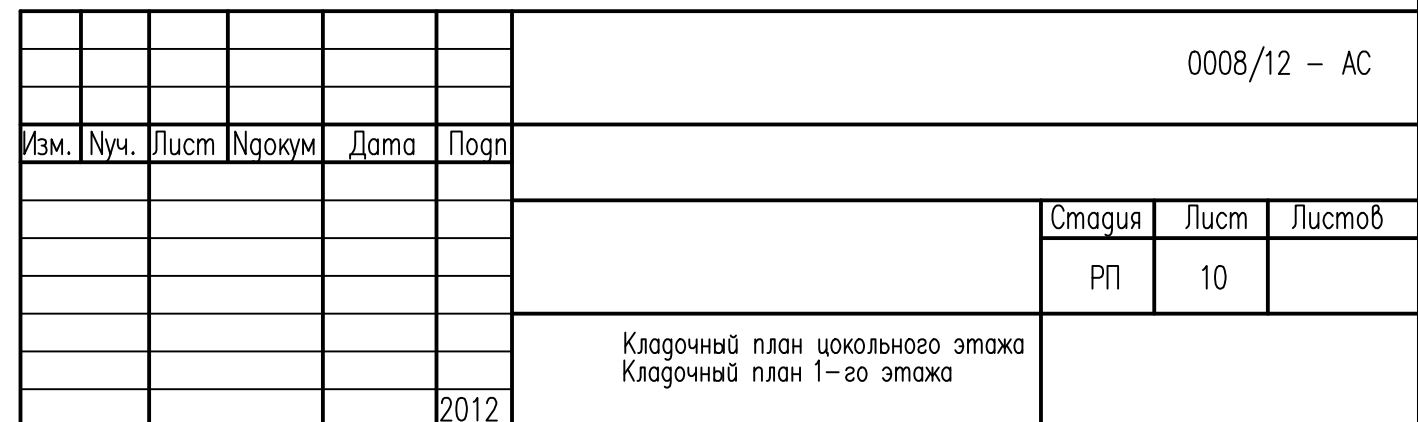 0008/12 – АС
Изм. Nуч. Лист Nдокум Дата Подп
Стадия Лист Листов
РП 10
Кладочный план цокольного этажа
Кладочный план 1–го этажа
2012